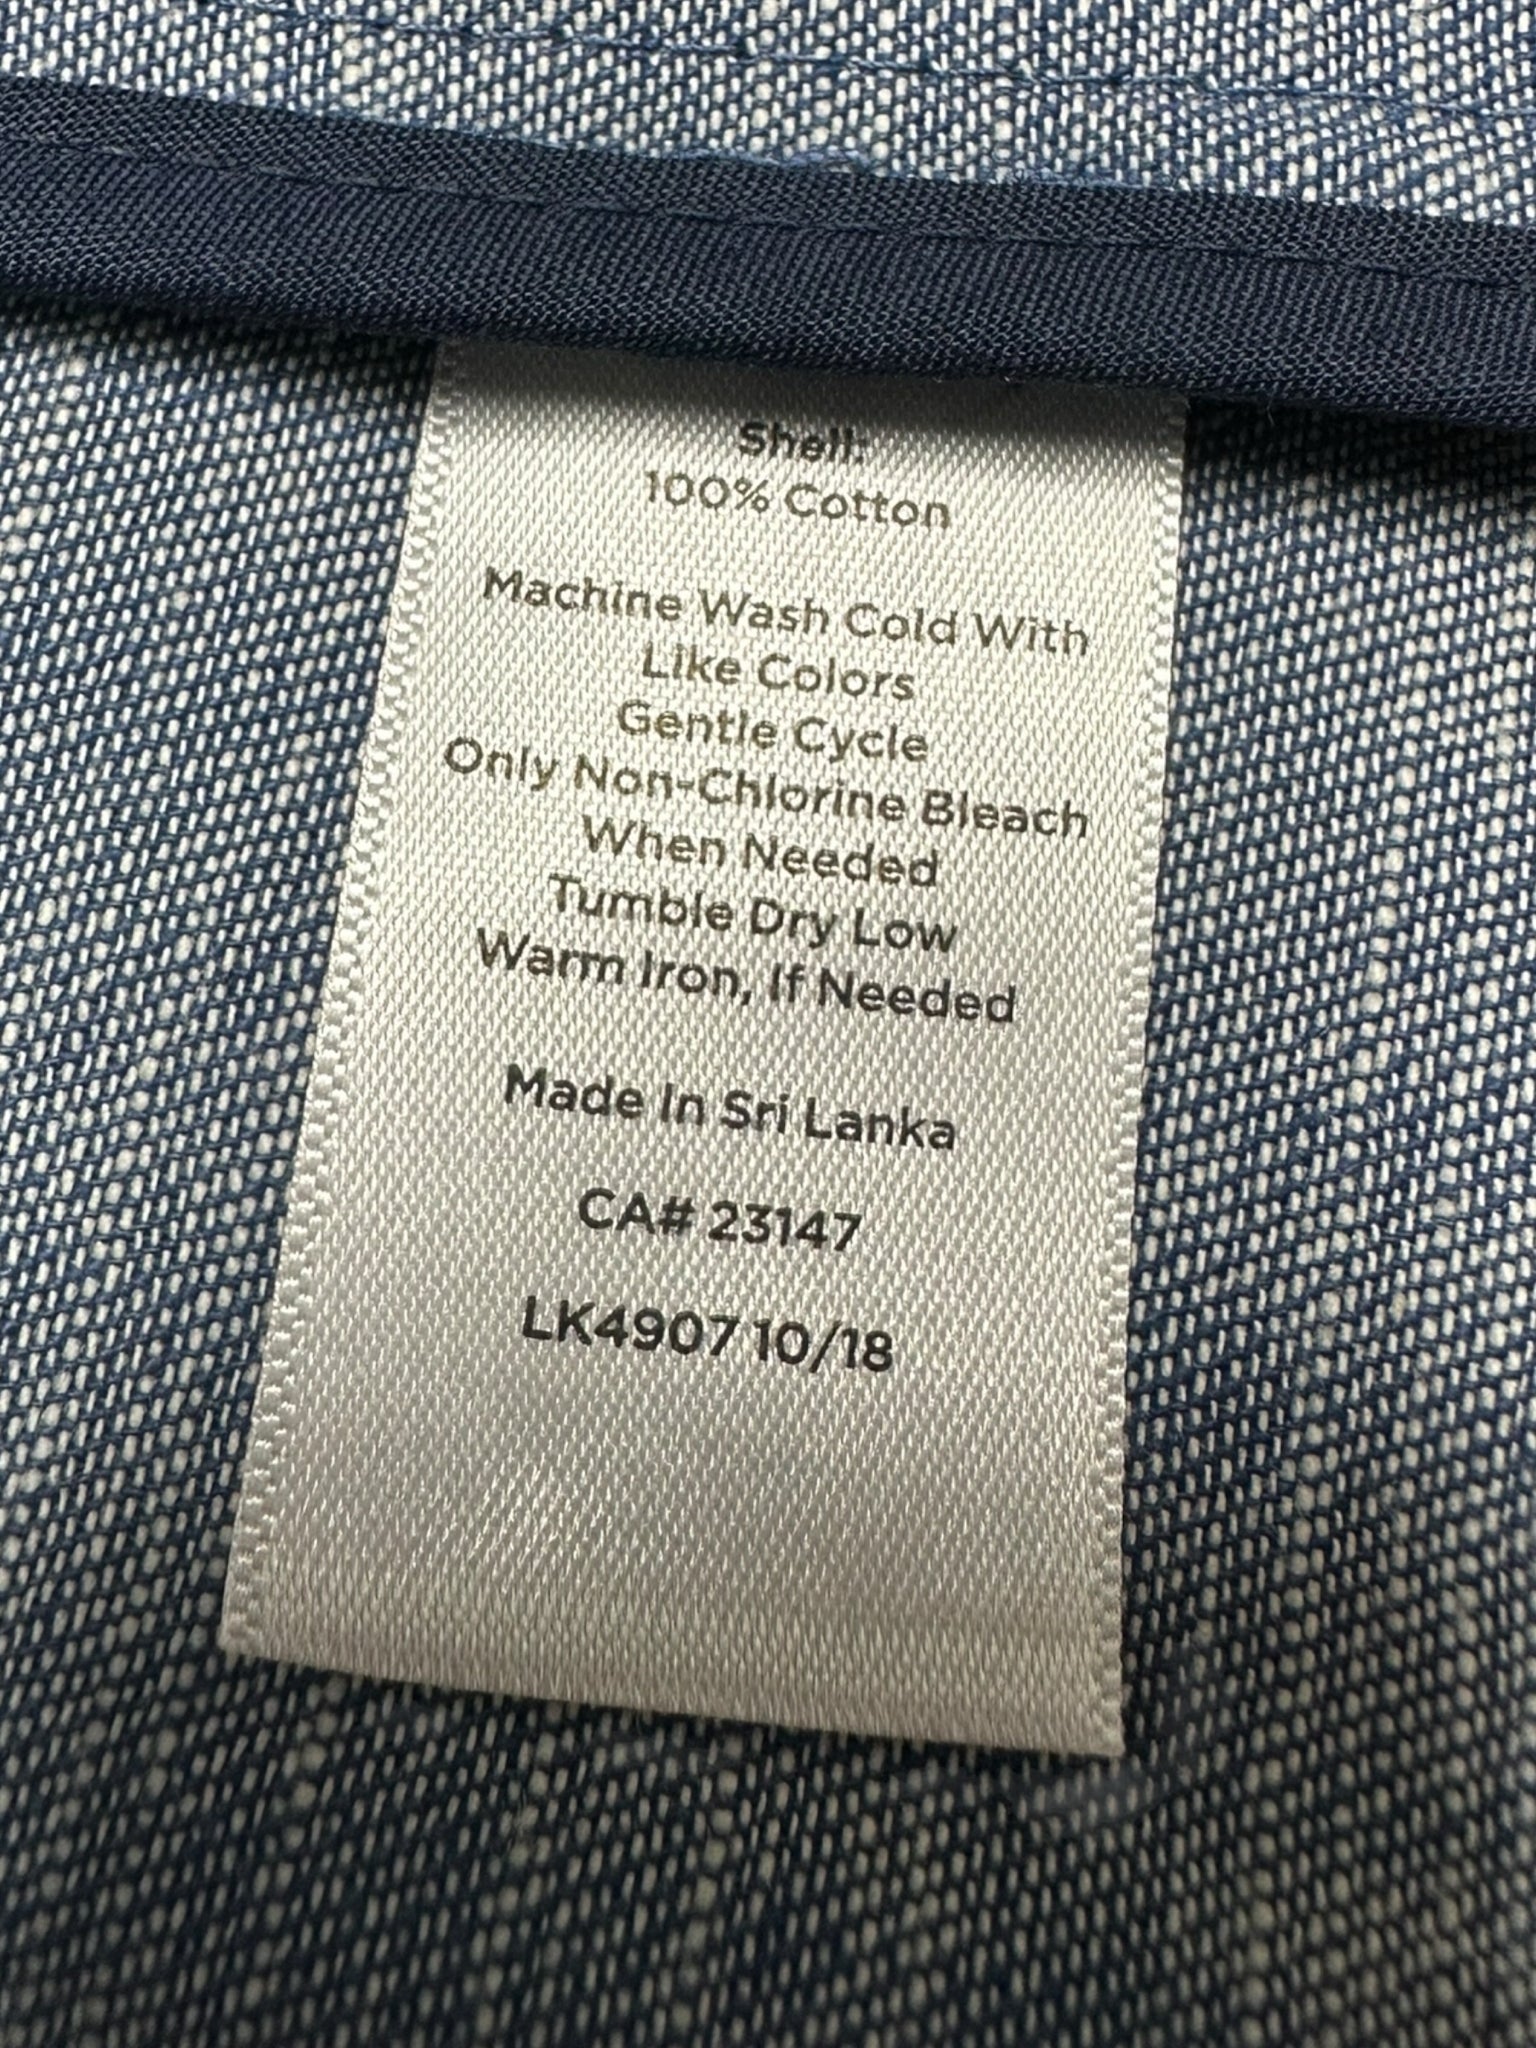 Shell:
100% Cotton
Machine Wash Cold With
Like Colors
Gentle Cycle
Only Non-Chlorine Bleach
When Needed
Tumble Dry Low
Warm Iron, If Needed
Made In Sri Lanka
CA# 23147
LK4907 10/18